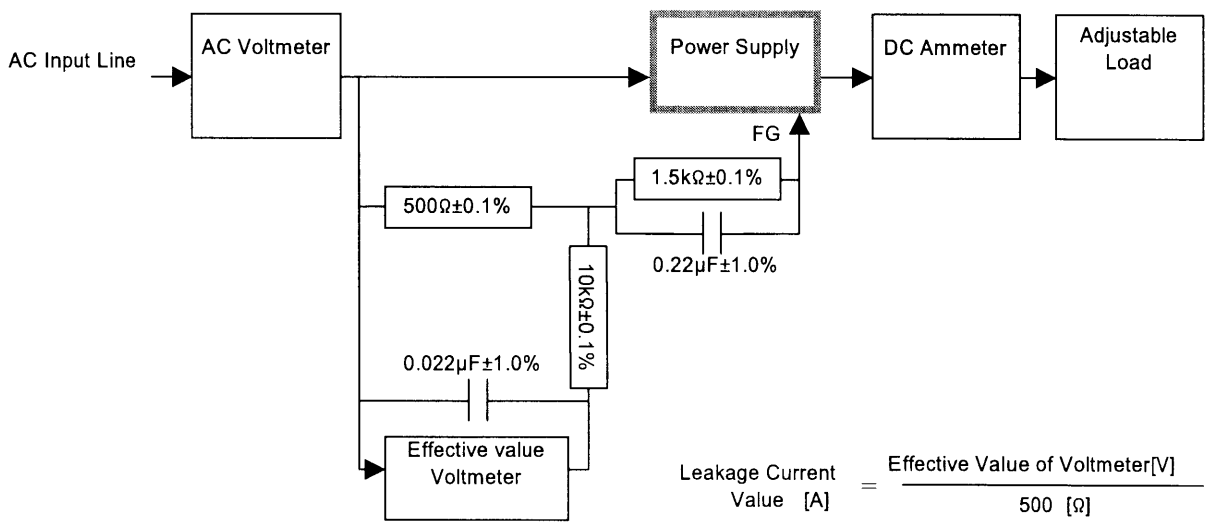 AC Input Line
AC Voltmeter
Power Supply
DC Ammeter
Adjustable
Load
FG
1.5kΩ±0.1%
500Ω±0.1%
0.22µF±1.0%
10kΩ±0.1%
0.022µF±1.0%
Effective value
Voltmeter
Leakage Current
Value [A]
=
Effective Value of Voltmeter[V]
500 [Ω]